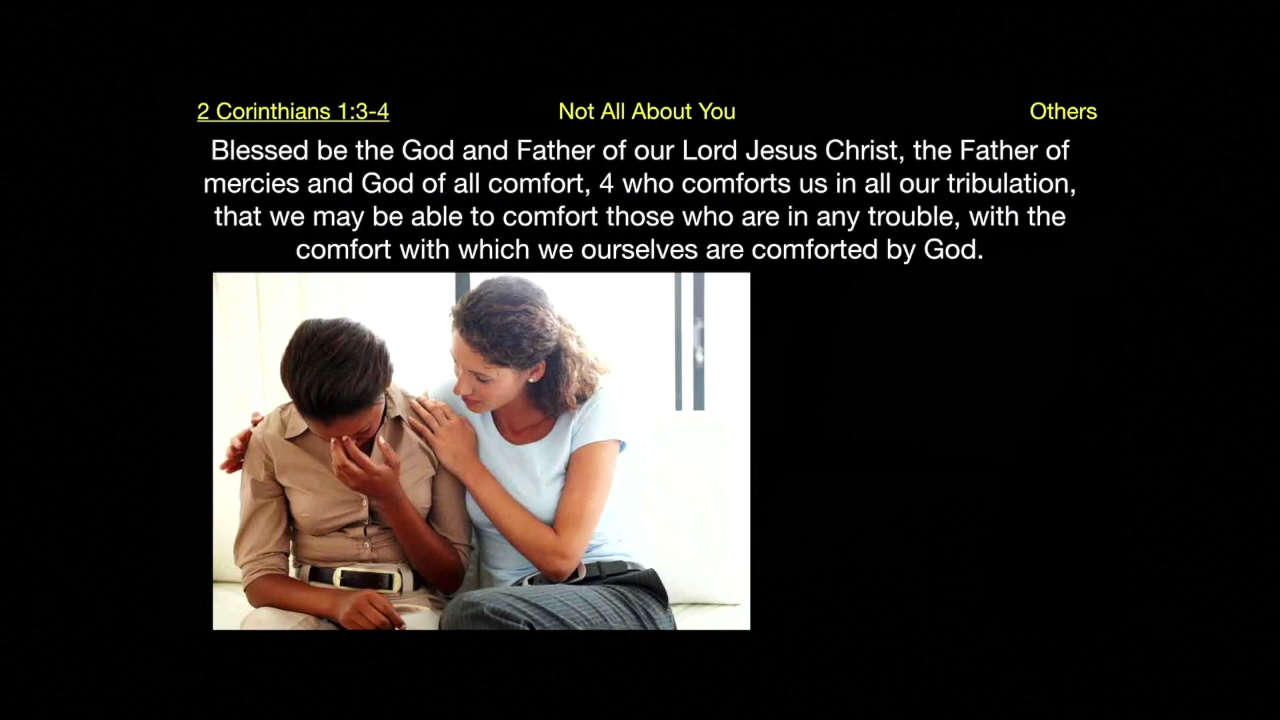 2 Corinthians 1:3-4 Not All About You Others
Blessed be the God and Father of our Lord Jesus Christ, the Father of
mercies and God of all comfort, 4 who comforts us in all our tribulation,
that we may be able to comfort those who are in any trouble, with the
comfort with which we ourselves are comforted by God.